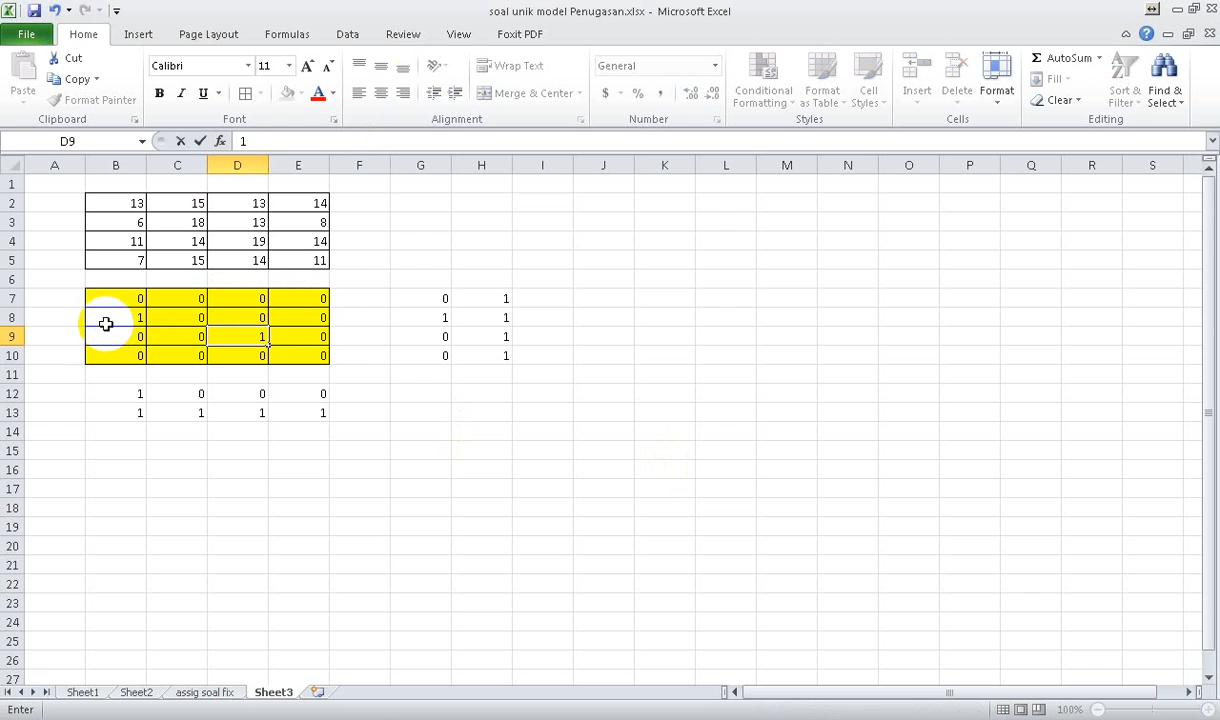 soal unik model Penugasan.xlsx - Microsoft Excel
File Home Insert Page Layout Formulas Data Review View Foxit PDF
Paste Cut Copy Format Painter Clipboard
Calibri 11 A A B I U A Font
Wrap Text Merge & Center Alignment
General $ % , .0 .00 .00 .0 Number
Conditional Formatting Format as Table Cell Styles Styles
Insert Delete Format Cells
Σ AutoSum Fill Clear Sort & Filter Find & Select Editing
D9 fx 1
A B C D E F G H I J K L M N O P Q R S
1
2 13 15 13 14
3 6 18 13 8
4 11 14 19 14
5 7 15 14 11
6
7 0 0 0 0 0 1
8 1 0 0 0 1 1
9 0 0 1 0 0 1
10 0 0 0 0 0 1
11
12 1 0 0 0
13 1 1 1 1
14
15
16
17
18
19
20
21
22
23
24
25
26
27
Sheet1 Sheet2 assig soal fix Sheet3
Enter 100%